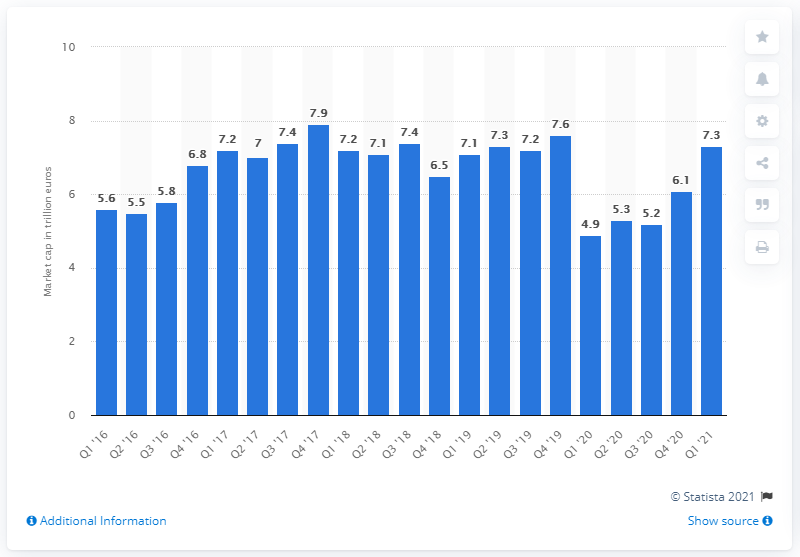 10
8
6
4
2
0
Market cap in trillion euros
5.6
5.5
5.8
6.8
7.2
7
7.4
7.9
7.2
7.1
7.4
6.5
7.1
7.3
7.2
7.6
4.9
5.3
5.2
6.1
7.3
Q1 '16
Q2 '16
Q3 '16
Q4 '16
Q1 '17
Q2 '17
Q3 '17
Q4 '17
Q1 '18
Q2 '18
Q3 '18
Q4 '18
Q1 '19
Q2 '19
Q3 '19
Q4 '19
Q1 '20
Q2 '20
Q3 '20
Q4 '20
Q1 '21
© Statista 2021
Additional Information
Show source